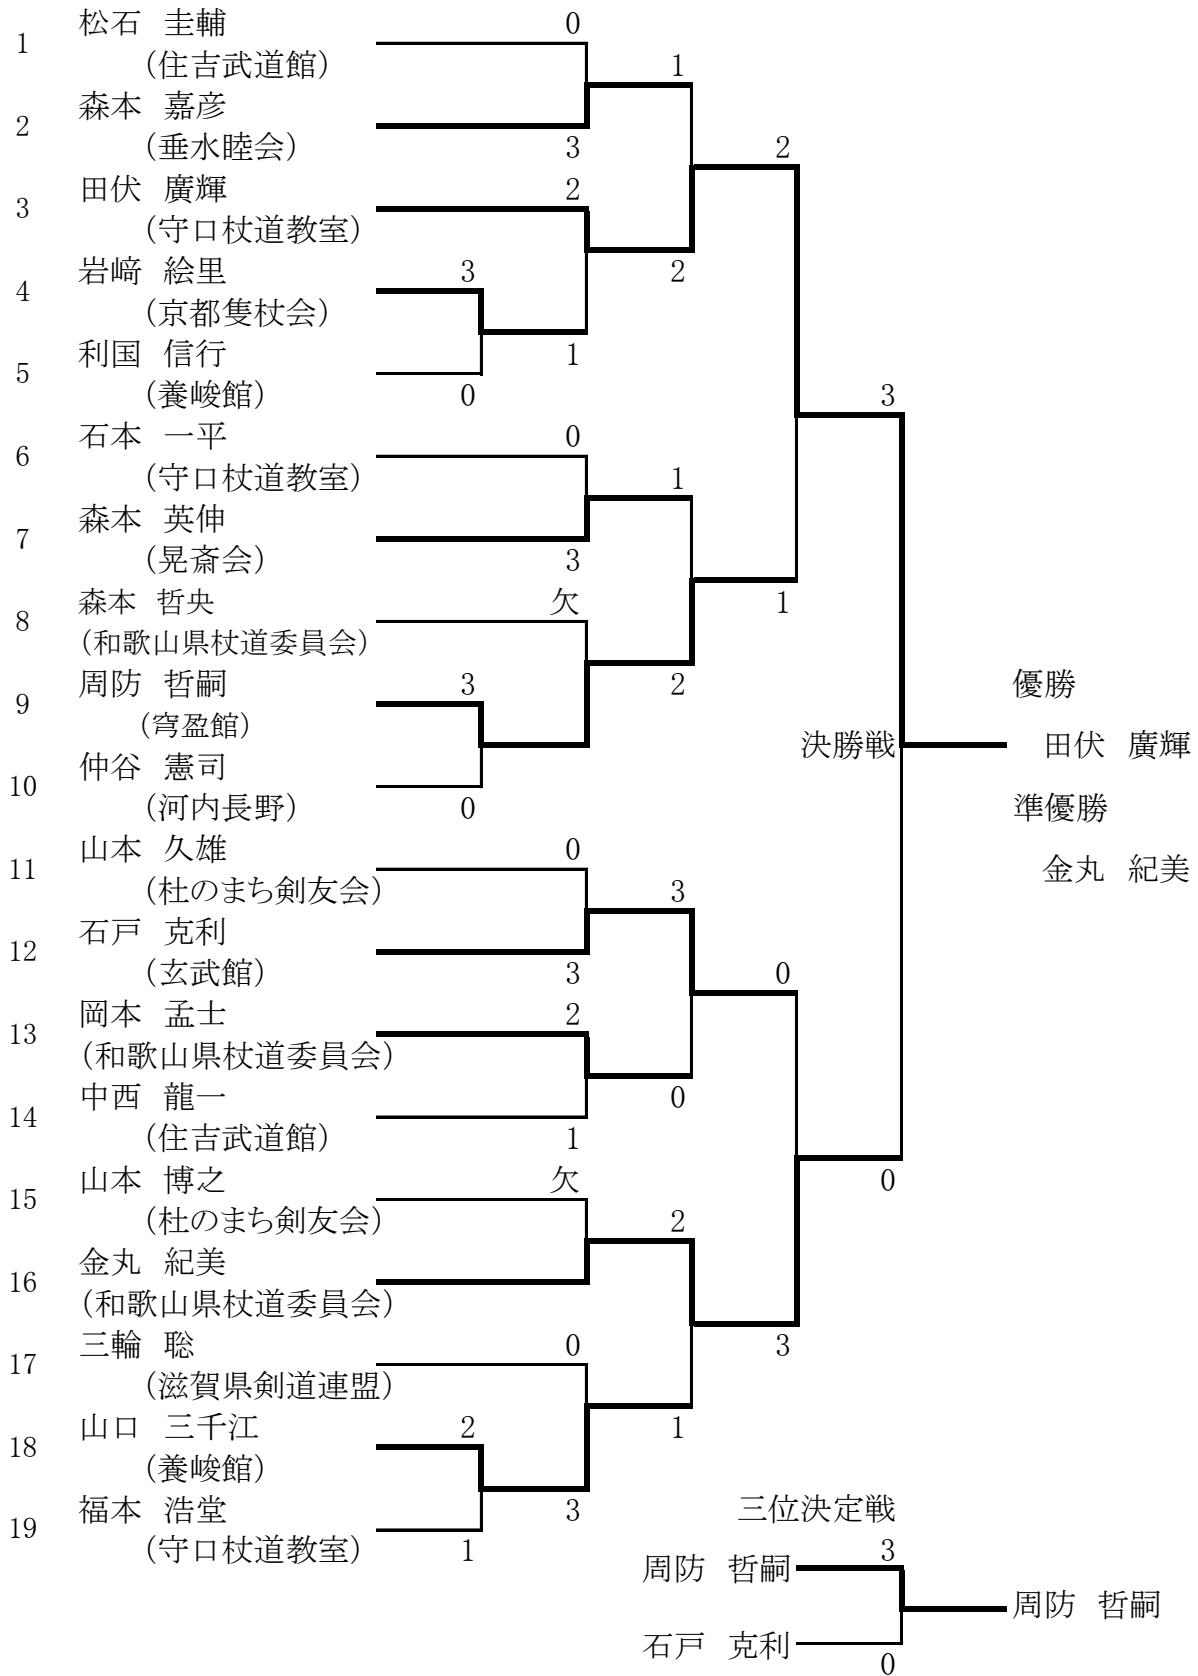 松石 圭輔
0
1
(住吉武道館)
1
森本 嘉彦
2
(垂水睦会)
3
2
田伏 廣輝
2
3
(守口杖道教室)
岩﨑 絵里
3
2
4
(京都隻杖会)
利国 信行
1
5
(養峻館)
0
3
石本 一平
0
6
(守口杖道教室)
1
森本 英伸
7
(晃斎会)
3
森本 哲央
欠
1
8
(和歌山県杖道委員会)
周防 哲嗣
3
2
優勝
9
(穹盈館)
決勝戦
田伏 廣輝
仲谷 憲司
10
(河内長野)
0
準優勝
山本 久雄
0
11
金丸 紀美
(杜のまち剣友会)
3
石戸 克利
12
(玄武館)
3
0
岡本 孟士
2
13
(和歌山県杖道委員会)
中西 龍一
0
14
(住吉武道館)
1
山本 博之
欠
0
15
(杜のまち剣友会)
2
金丸 紀美
16
(和歌山県杖道委員会)
三輪 聡
0
3
17
(滋賀県剣道連盟)
山口 三千江
2
1
18
(養峻館)
福本 浩堂
3
三位決定戦
19
(守口杖道教室)
1
3
周防 哲嗣
周防 哲嗣
石戸 克利
0